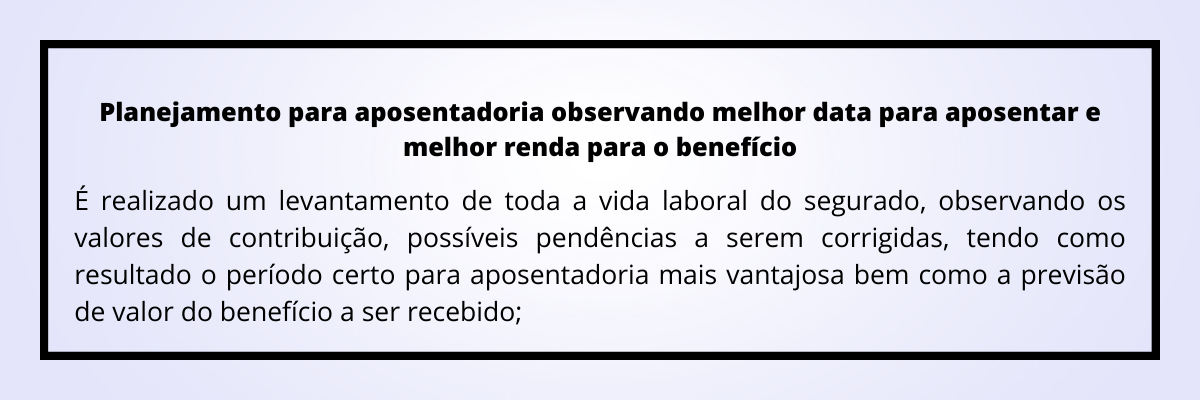 Planejamento para aposentadoria observando melhor data para aposentar e
melhor renda para o benefício
É realizado um levantamento de toda a vida laboral do segurado, observando os
valores de contribuição, possíveis pendências a serem corrigidas, tendo como
resultado o período certo para aposentadoria mais vantajosa bem como a previsão
de valor do benefício a ser recebido;